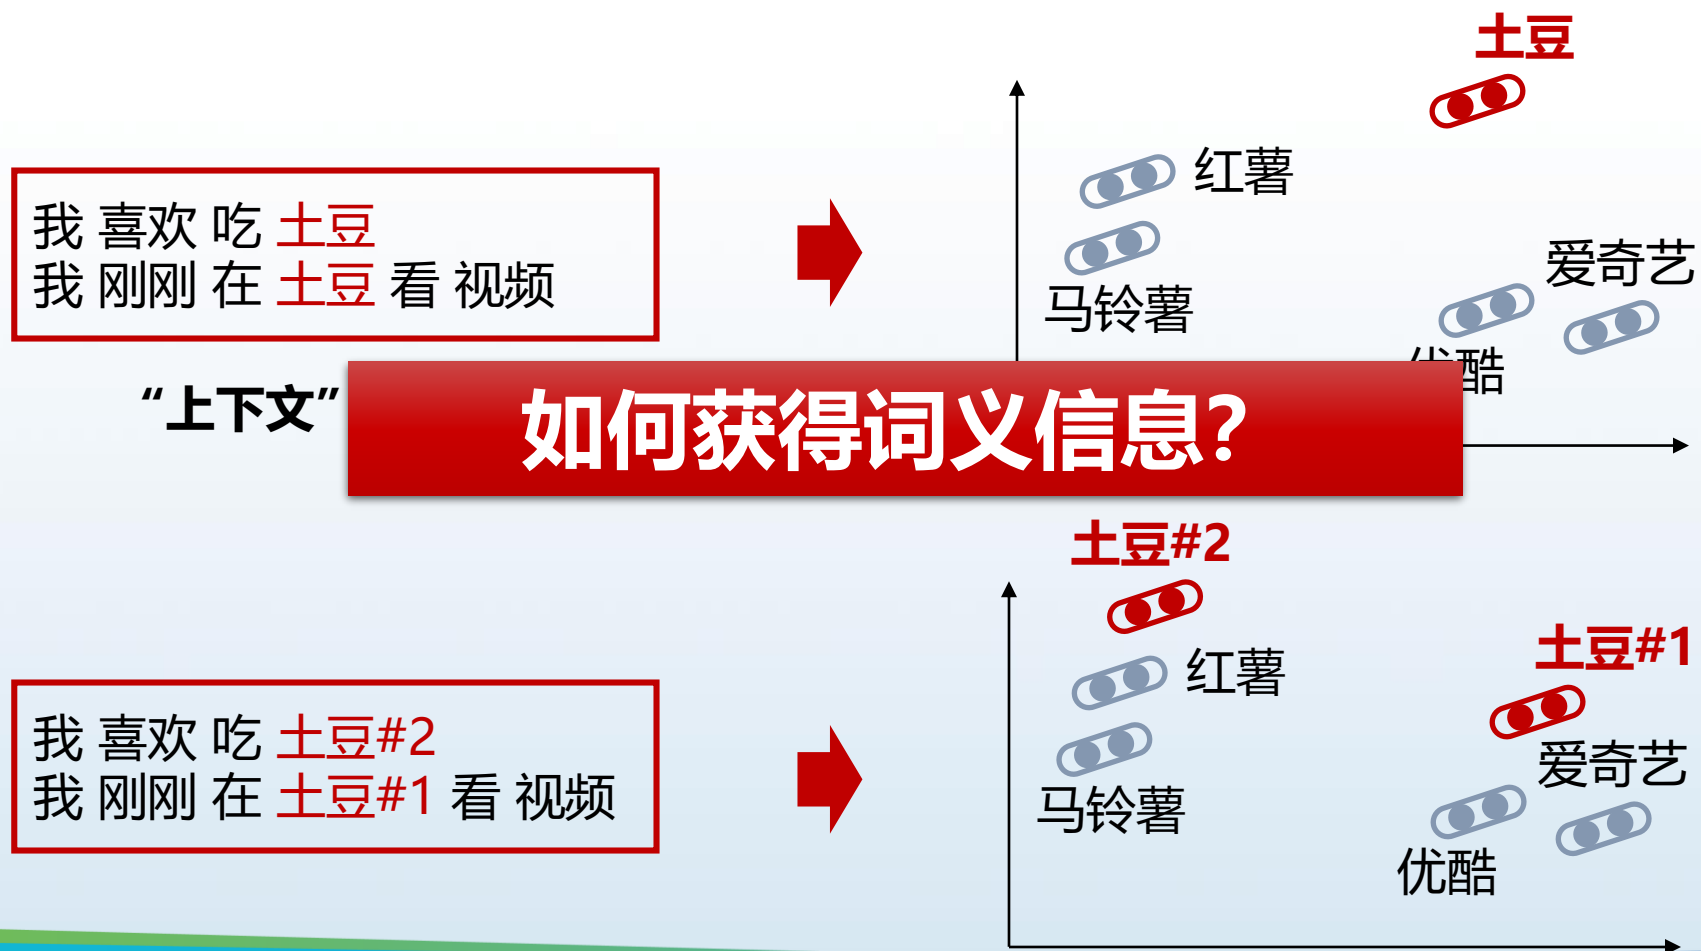 土豆
我 喜欢 吃 土豆
我 刚刚 在 土豆 看 视频
红薯
马铃薯
爱奇艺
酷
“上下文”
如何获得词义信息?
土豆#2
土豆#1
我 喜欢 吃 土豆#2
我 刚刚 在 土豆#1 看 视频
红薯
马铃薯
爱奇艺
优酷